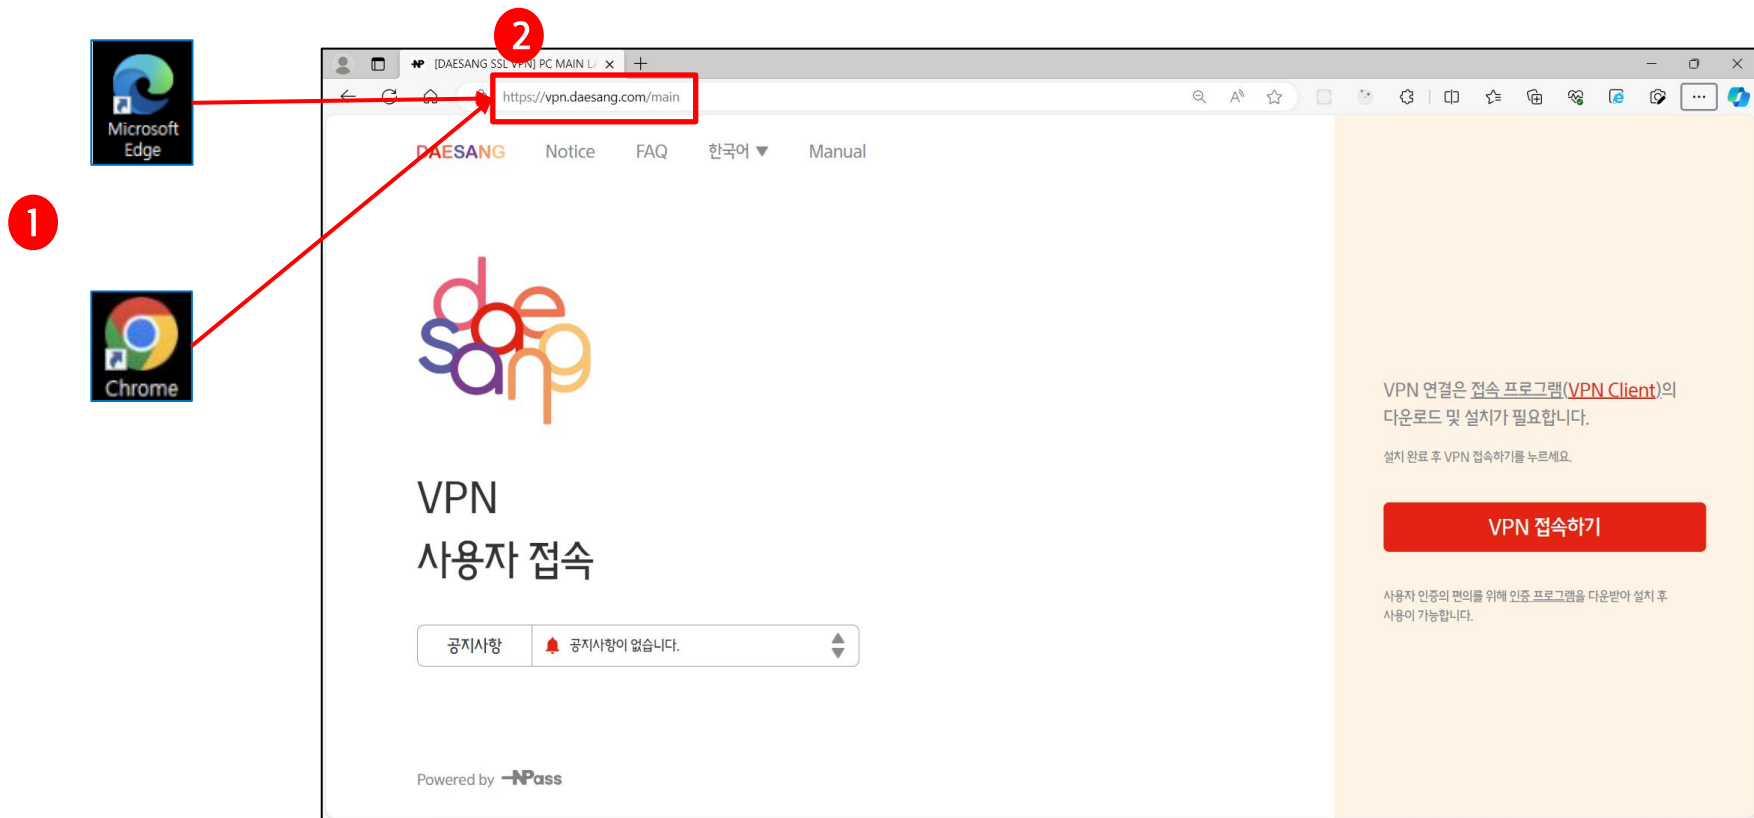 2
Microsoft
Edge
1
Chrome
[DAESANG SSL VPN] PC MAIN LA
https://vpn.daesang.com/main
DAESANG Notice FAQ 한국어 ▼ Manual
daesang
VPN
사용자 접속
공지사항 공지사항이 없습니다.
Powered by NPass
VPN 연결은 접속 프로그램(VPN Client)의
다운로드 및 설치가 필요합니다.
설치 완료 후 VPN 접속하기를 누르세요.
VPN 접속하기
사용자 인증의 편의를 위해 인증 프로그램을 다운받아 설치 후
사용이 가능합니다.